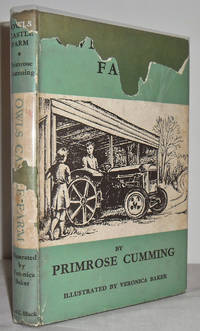 OWLS
CASTLE
FARM
Primrose
Cumming
OWLS CASTLE FARM
Illustrated
by
Veronica
Baker
Black
FA
BY
PRIMROSE CUMMING
ILLUSTRATED BY VERONICA BAKER